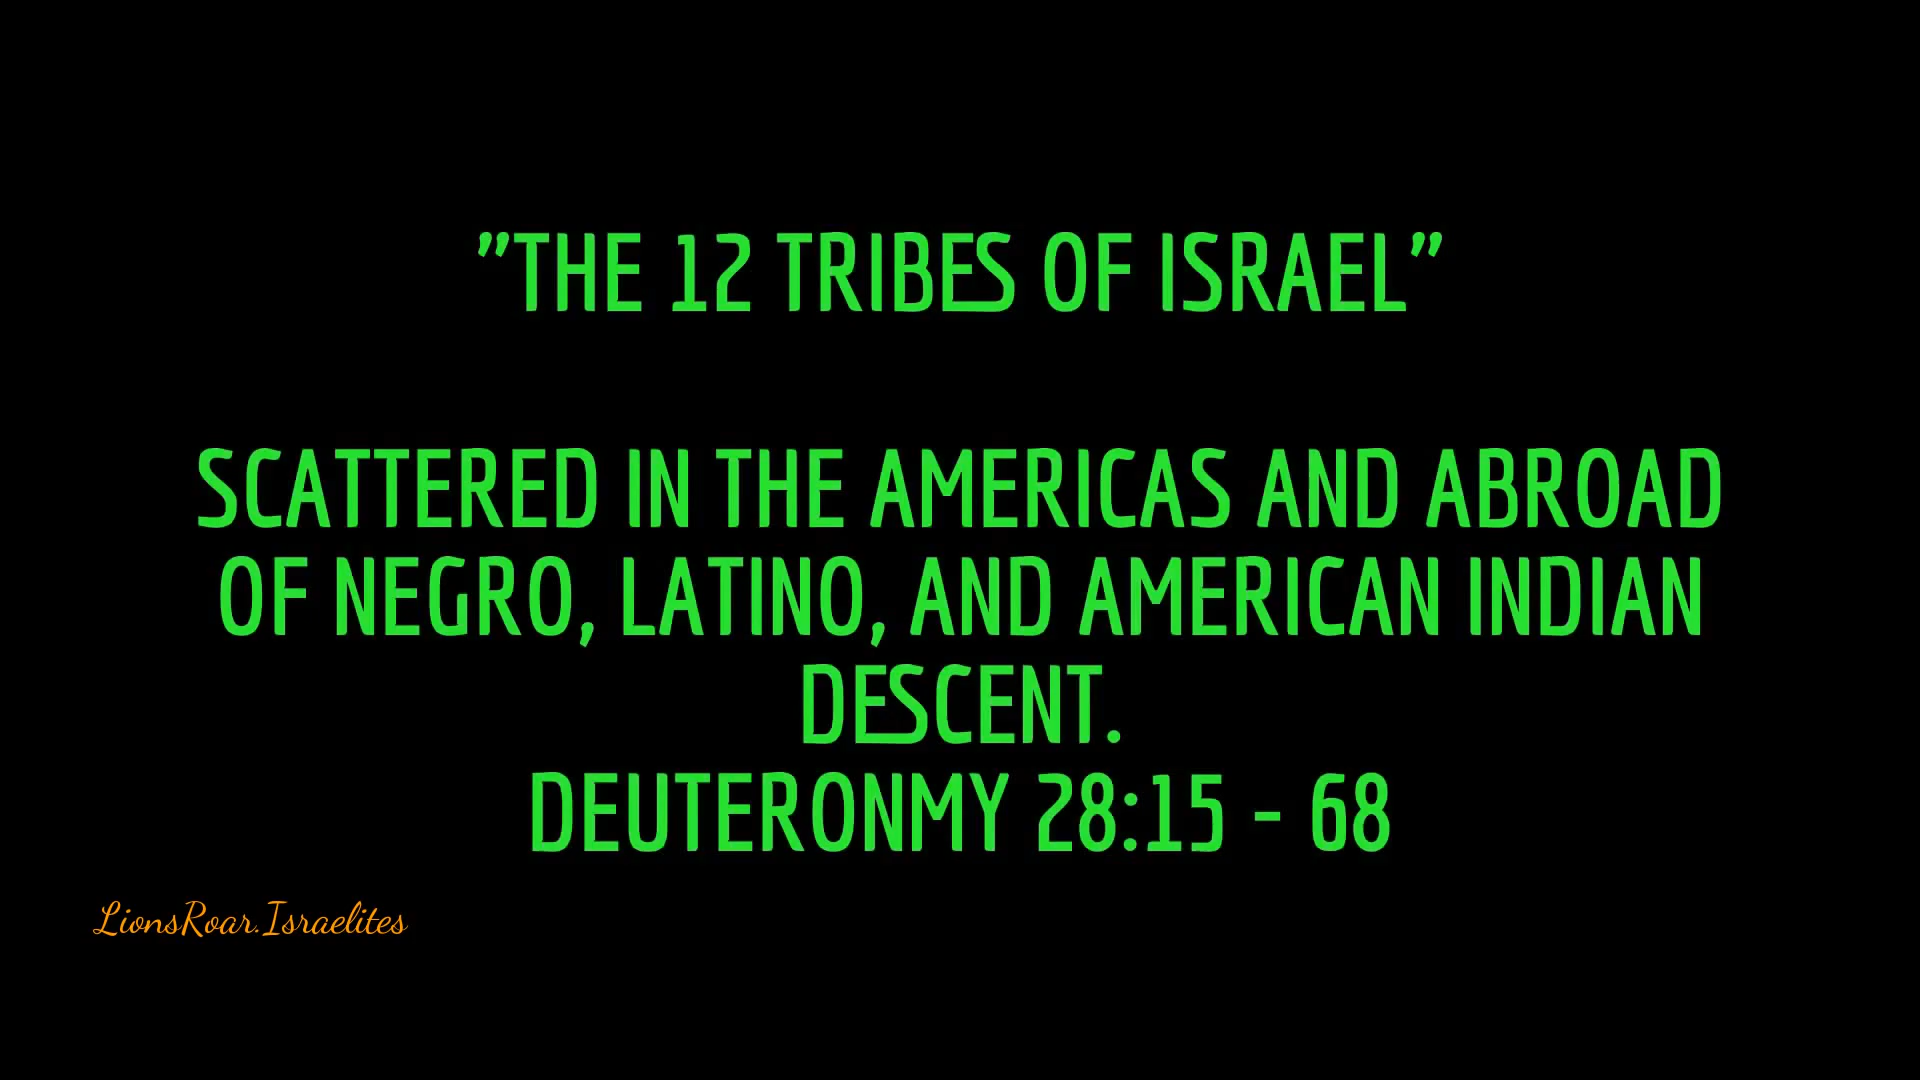 "THE 12 TRIBES OF ISRAEL"
SCATTERED IN THE AMERICAS AND ABROAD
OF NEGRO, LATINO, AND AMERICAN INDIAN
DESCENT.
DEUTERONMY 28:15 - 68
LionsRoar.Israelites